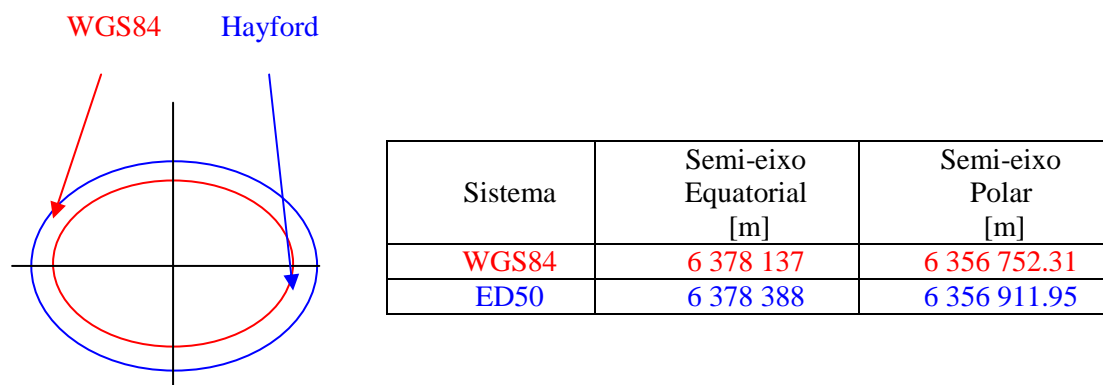 WGS84 Hayford
Sistema
Semi-eixo
Equatorial
[m]
Semi-eixo
Polar
[m]
WGS84 6 378 137 6 356 752.31
ED50 6 378 388 6 356 911.95